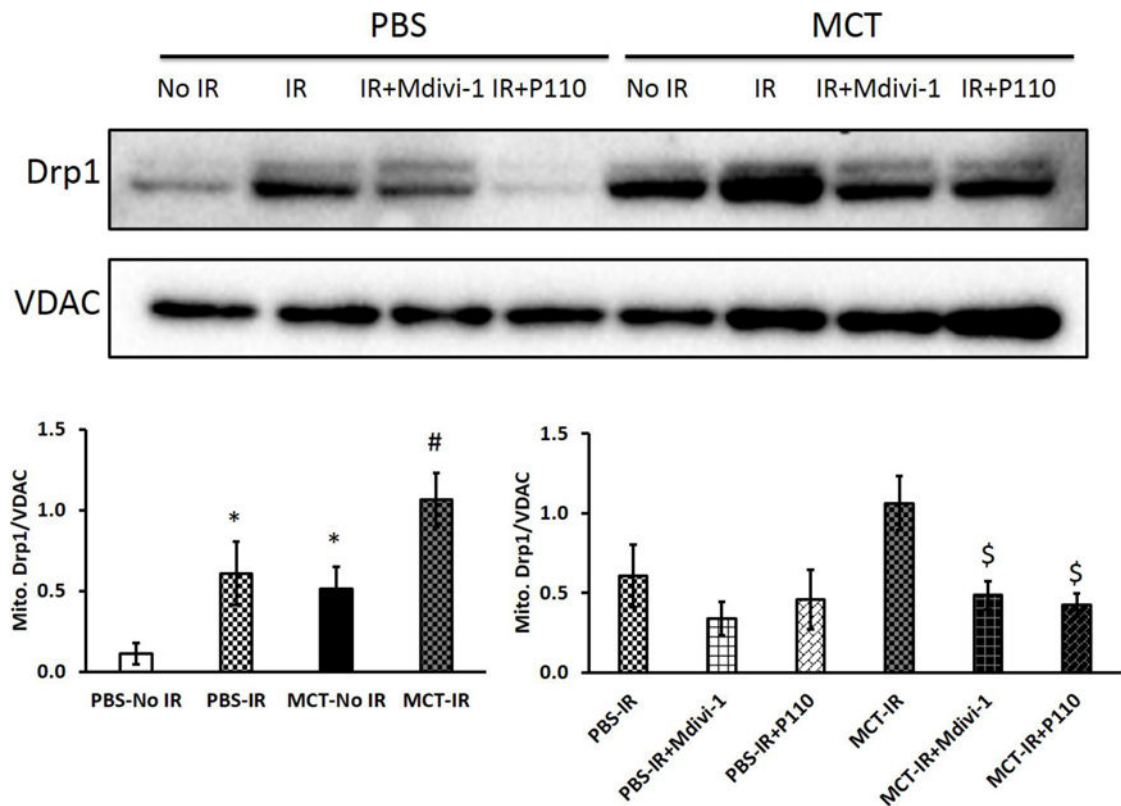 PBS MCT
No IR IR IR+Mdivi-1 IR+P110 No IR IR IR+Mdivi-1 IR+P110
Drp1
VDAC
1.5
1.0
0.5
0.0
Mito. Drp1/VDAC
*
*
#
PBS-No IR PBS-IR MCT-No IR MCT-IR
1.5
1.0
0.5
0.0
Mito. Drp1/VDAC
$
$
PBS-IR
PBS-IR+Mdivi-1
PBS-IR+P110
MCT-IR
MCT-IR+Mdivi-1
MCT-IR+P110